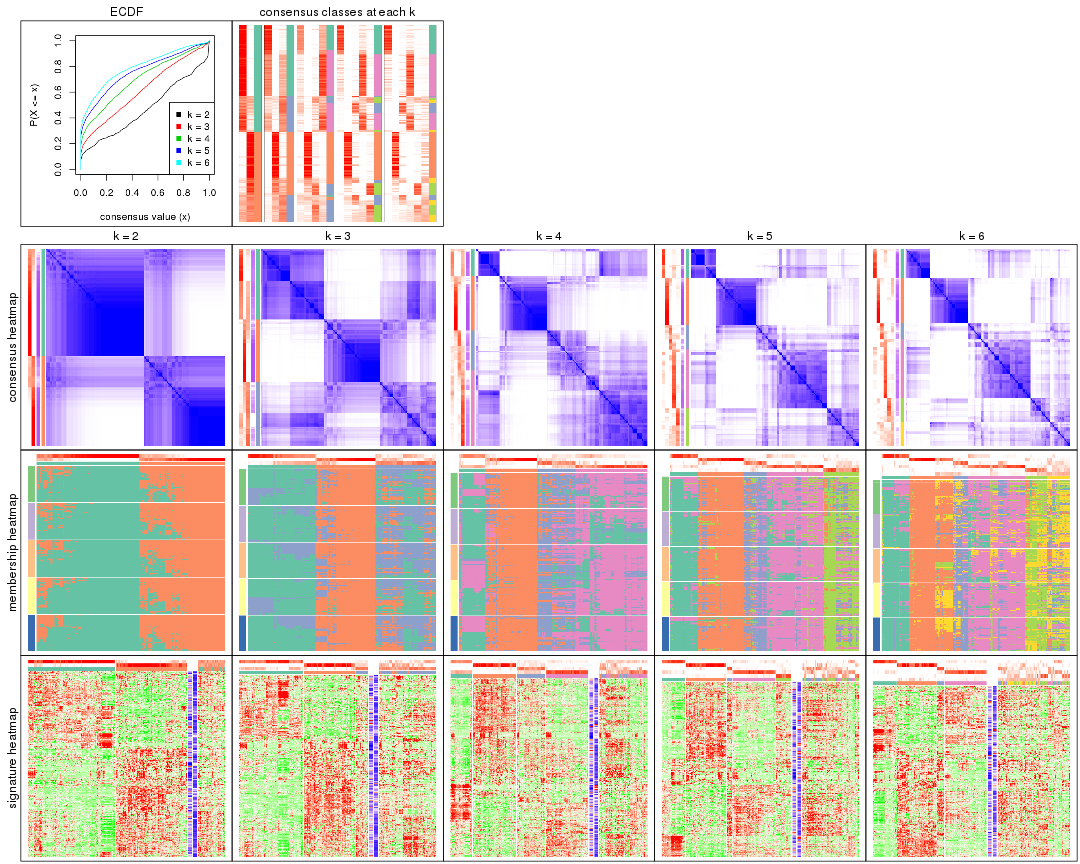 ECDF
consensus classes at each k
P(X <= x)
0.0 0.2 0.4 0.6 0.8 1.0
k = 2
k = 3
k = 4
k = 5
k = 6
0.0 0.2 0.4 0.6 0.8 1.0
consensus value (x)
k = 2 k = 3 k = 4 k = 5 k = 6
consensus heatmap
membership heatmap
signature heatmap